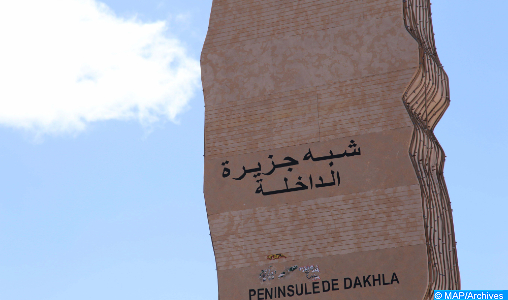 شبه جزيرة
الداخلة
PENINSULE DE DAKHLA
© MAP/Archives